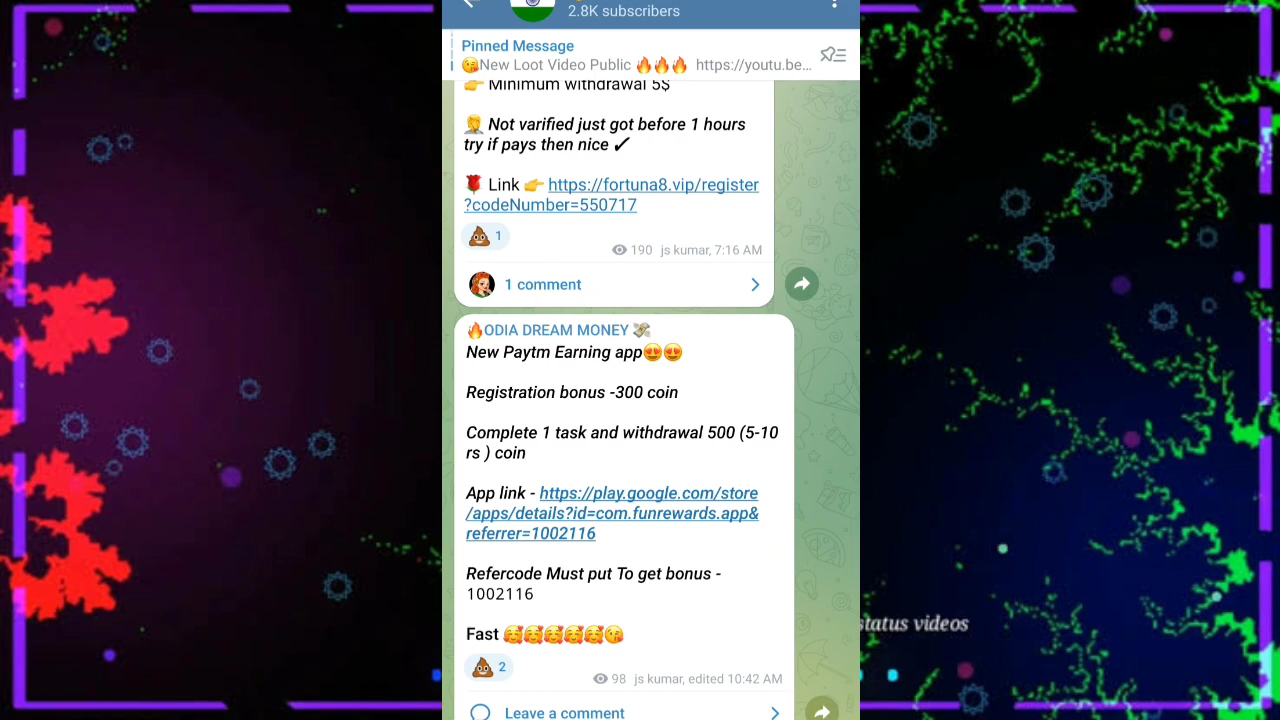 2.8K subscribers
Pinned Message
😘New Loot Video Public 🔥🔥🔥 https://youtu.be...
👉 Minimum withdrawal 5$
🤦 Not varified just got before 1 hours
try if pays then nice ✓
🌹 Link 👉 https://fortuna8.vip/register
?codeNumber=550717
💩 1
190 js kumar, 7:16 AM
1 comment
🔥ODIA DREAM MONEY 💸
New Paytm Earning app😍😍
Registration bonus -300 coin
Complete 1 task and withdrawal 500 (5-10
rs ) coin
App link - https://play.google.com/store
/apps/details?id=com.funrewards.app&
referrer=1002116
Refercode Must put To get bonus -
1002116
Fast 🥰🥰🥰🥰🥰😘
💩 2
98 js kumar, edited 10:42 AM
Leave a comment
status videos